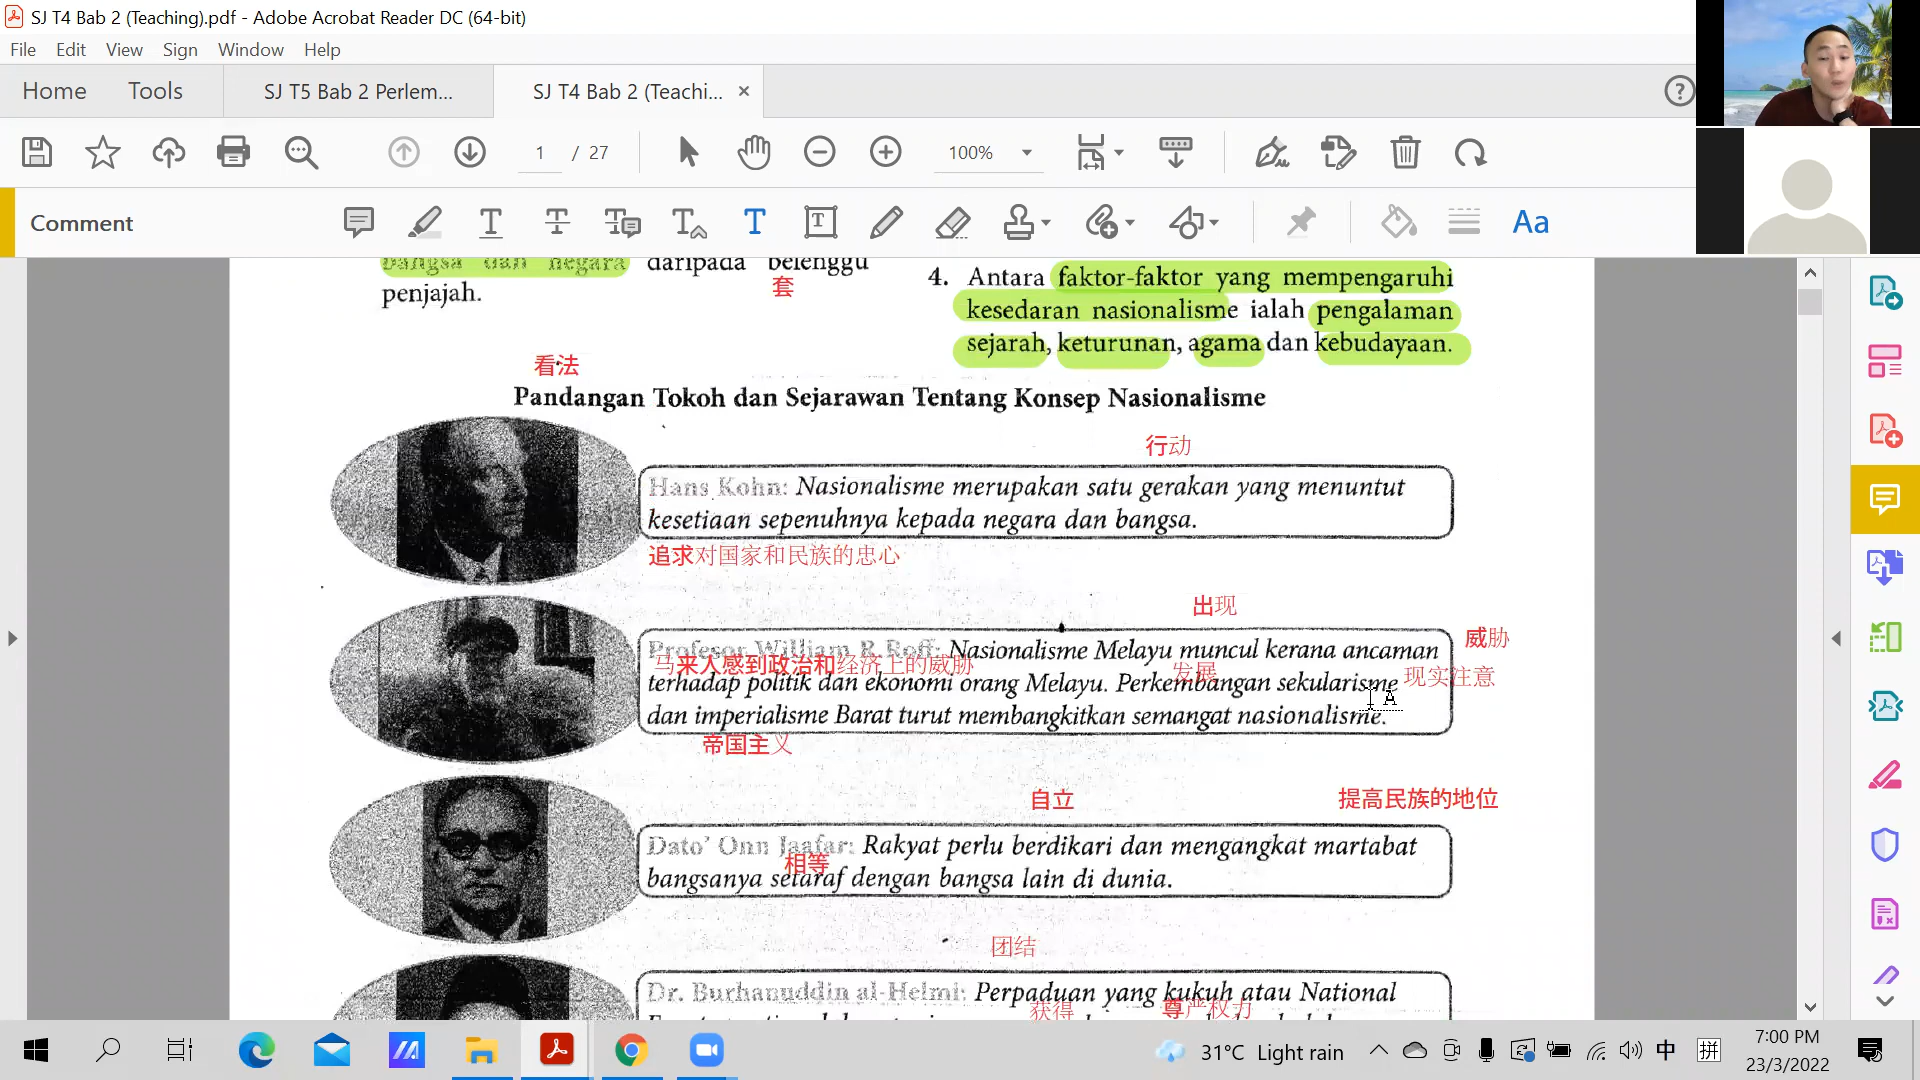 SJ T4 Bab 2 (Teaching).pdf - Adobe Acrobat Reader DC (64-bit)
File Edit View Sign Window Help
Home Tools SJ T5 Bab 2 Perlem... SJ T4 Bab 2 (Teachi... ×
1 / 27 100%
Comment
Aa
bangsa dan negara daripada belenggu
套
penjajah.
4. Antara faktor-faktor yang mempengaruhi
kesedaran nasionalisme ialah pengalaman
sejarah, keturunan, agama dan kebudayaan.
看法
Pandangan Tokoh dan Sejarawan Tentang Konsep Nasionalisme
行动
Hans Kohn: Nasionalisme merupakan satu gerakan yang menuntut
kesetiaan sepenuhnya kepada negara dan bangsa.
追求对国家和民族的忠心
出现
威胁
Profesor William R Roff: Nasionalisme Melayu muncul kerana ancaman
马来人感到政治和经济上的威胁
发展
现实注意
terhadap politik dan ekonomi orang Melayu. Perkembangan sekularisme
dan imperialisme Barat turut membangkitkan semangat nasionalisme.
帝国主义
自立
提高民族的地位
Dato' Onn Jaafar: Rakyat perlu berdikari dan mengangkat martabat
相等
bangsanya setaraf dengan bangsa lain di dunia.
团结
Dr. Burhanuddin al-Helmi: Perpaduan yang kukuh atau National
获得
尊严权力
31°C Light rain
中
拼
7:00 PM
23/3/2022